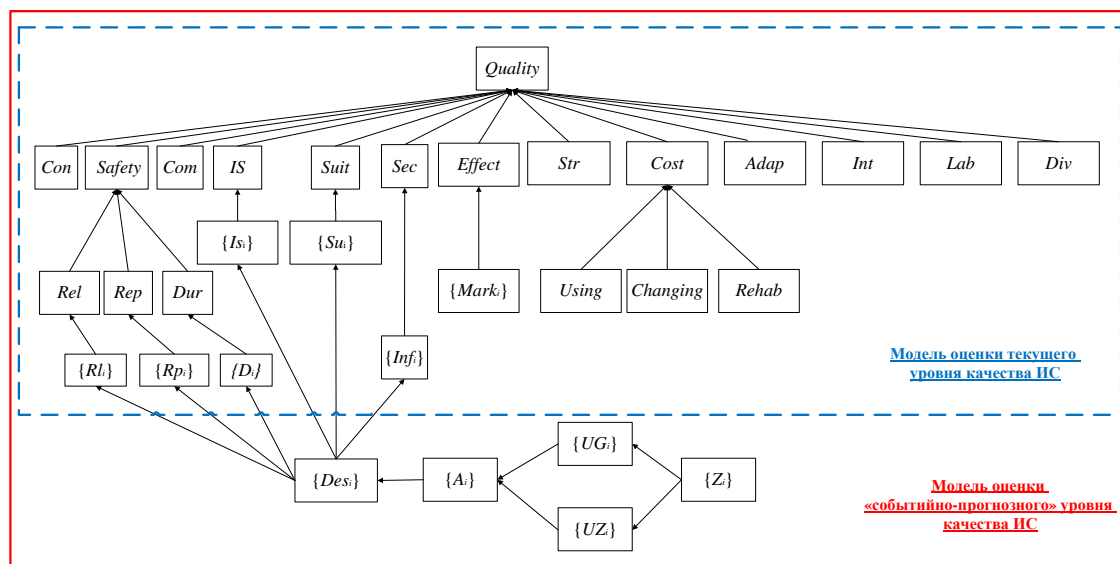 Quality
Con Safety Com IS Suit Sec Effect Str Cost Adap Int Lab Div
{Isᵢ} {Suᵢ}
Rel Rep Dur {Markᵢ} Using Changing Rehab
{Rlᵢ} {Rpᵢ} {Dᵢ} {Infᵢ}
Модель оценки текущего
уровня качества ИС
{UGᵢ}
{Desᵢ} {Aᵢ} {Zᵢ}
{UZᵢ}
Модель оценки
«событийно-прогнозного» уровня
качества ИС